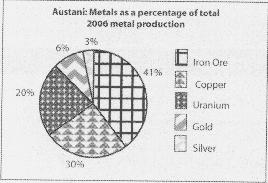 Austani: Metals as a percentage of total
2006 metal production
3%
6%
41%
20%
30%
Iron Ore
Copper
Uranium
Gold
Silver